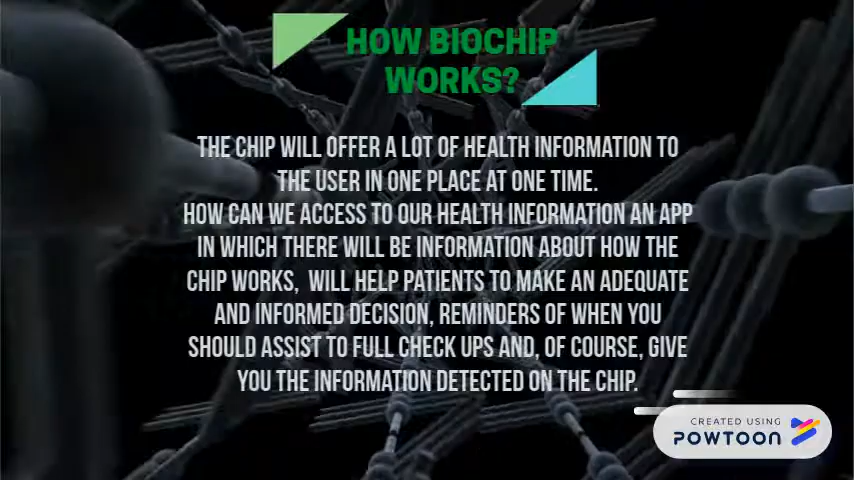 HOW BIOCHIP
WORKS?
THE CHIP WILL OFFER A LOT OF HEALTH INFORMATION TO
THE USER IN ONE PLACE AT ONE TIME.
HOW CAN WE ACCESS TO OUR HEALTH INFORMATION AN APP
IN WHICH THERE WILL BE INFORMATION ABOUT HOW THE
CHIP WORKS, WILL HELP PATIENTS TO MAKE AN ADEQUATE
AND INFORMED DECISION, REMINDERS OF WHEN YOU
SHOULD ASSIST TO FULL CHECK UPS AND, OF COURSE, GIVE
YOU THE INFORMATION DETECTED ON THE CHIP.
CREATED USING
POWTOON